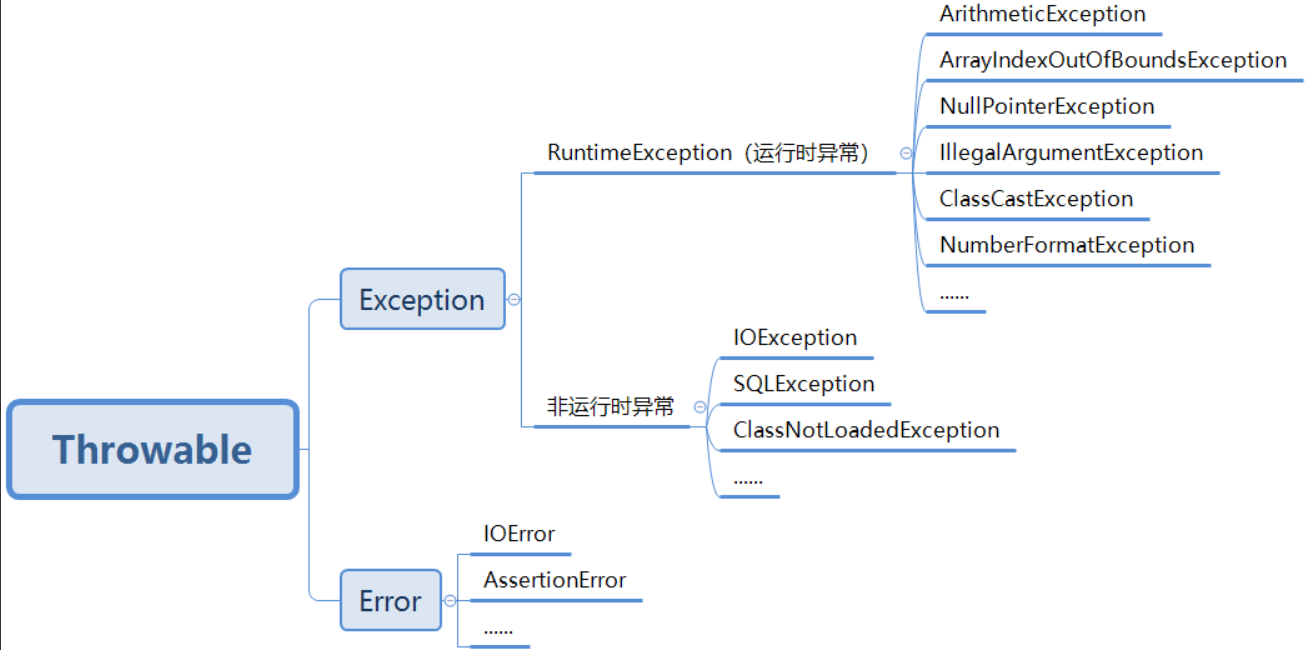 Throwable
Exception
RuntimeException（运行时异常）
ArithmeticException
ArrayIndexOutOfBoundsException
NullPointerException
IllegalArgumentException
ClassCastException
NumberFormatException
......
非运行时异常
IOException
SQLException
ClassNotLoadedException
......
Error
IOError
AssertionError
......